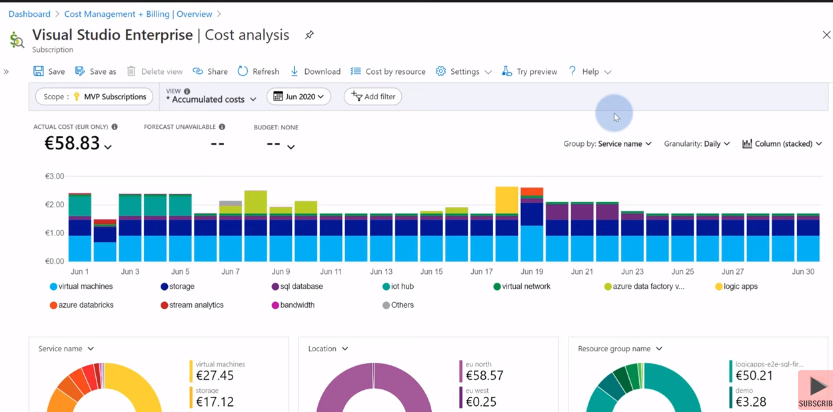 Dashboard > Cost Management + Billing | Overview >
Visual Studio Enterprise | Cost analysis
Subscription
» Save Save as Delete view Share Refresh Download Cost by resource Settings Try preview ? Help
Scope : MVP Subscriptions VIEW * Accumulated costs Jun 2020 Add filter
ACTUAL COST (EUR ONLY) FORECAST UNAVAILABLE BUDGET: NONE
€58.83 -- --
Group by: Service name Granularity: Daily Column (stacked)
€3.00
€2.00
€1.00
€0.00
Jun 1 Jun 3 Jun 5 Jun 7 Jun 9 Jun 11 Jun 13 Jun 15 Jun 17 Jun 19 Jun 21 Jun 23 Jun 25 Jun 27 Jun 30
virtual machines storage sql database iot hub virtual network azure data factory v... logic apps
azure databricks stream analytics bandwidth Others
Service name Location Resource group name
virtual machines eu north logicapps-e2e-sql-fir...
€27.45 €58.57 €50.21
storage eu west demo
€17.12 €0.25 €3.28
SUBSCRIB